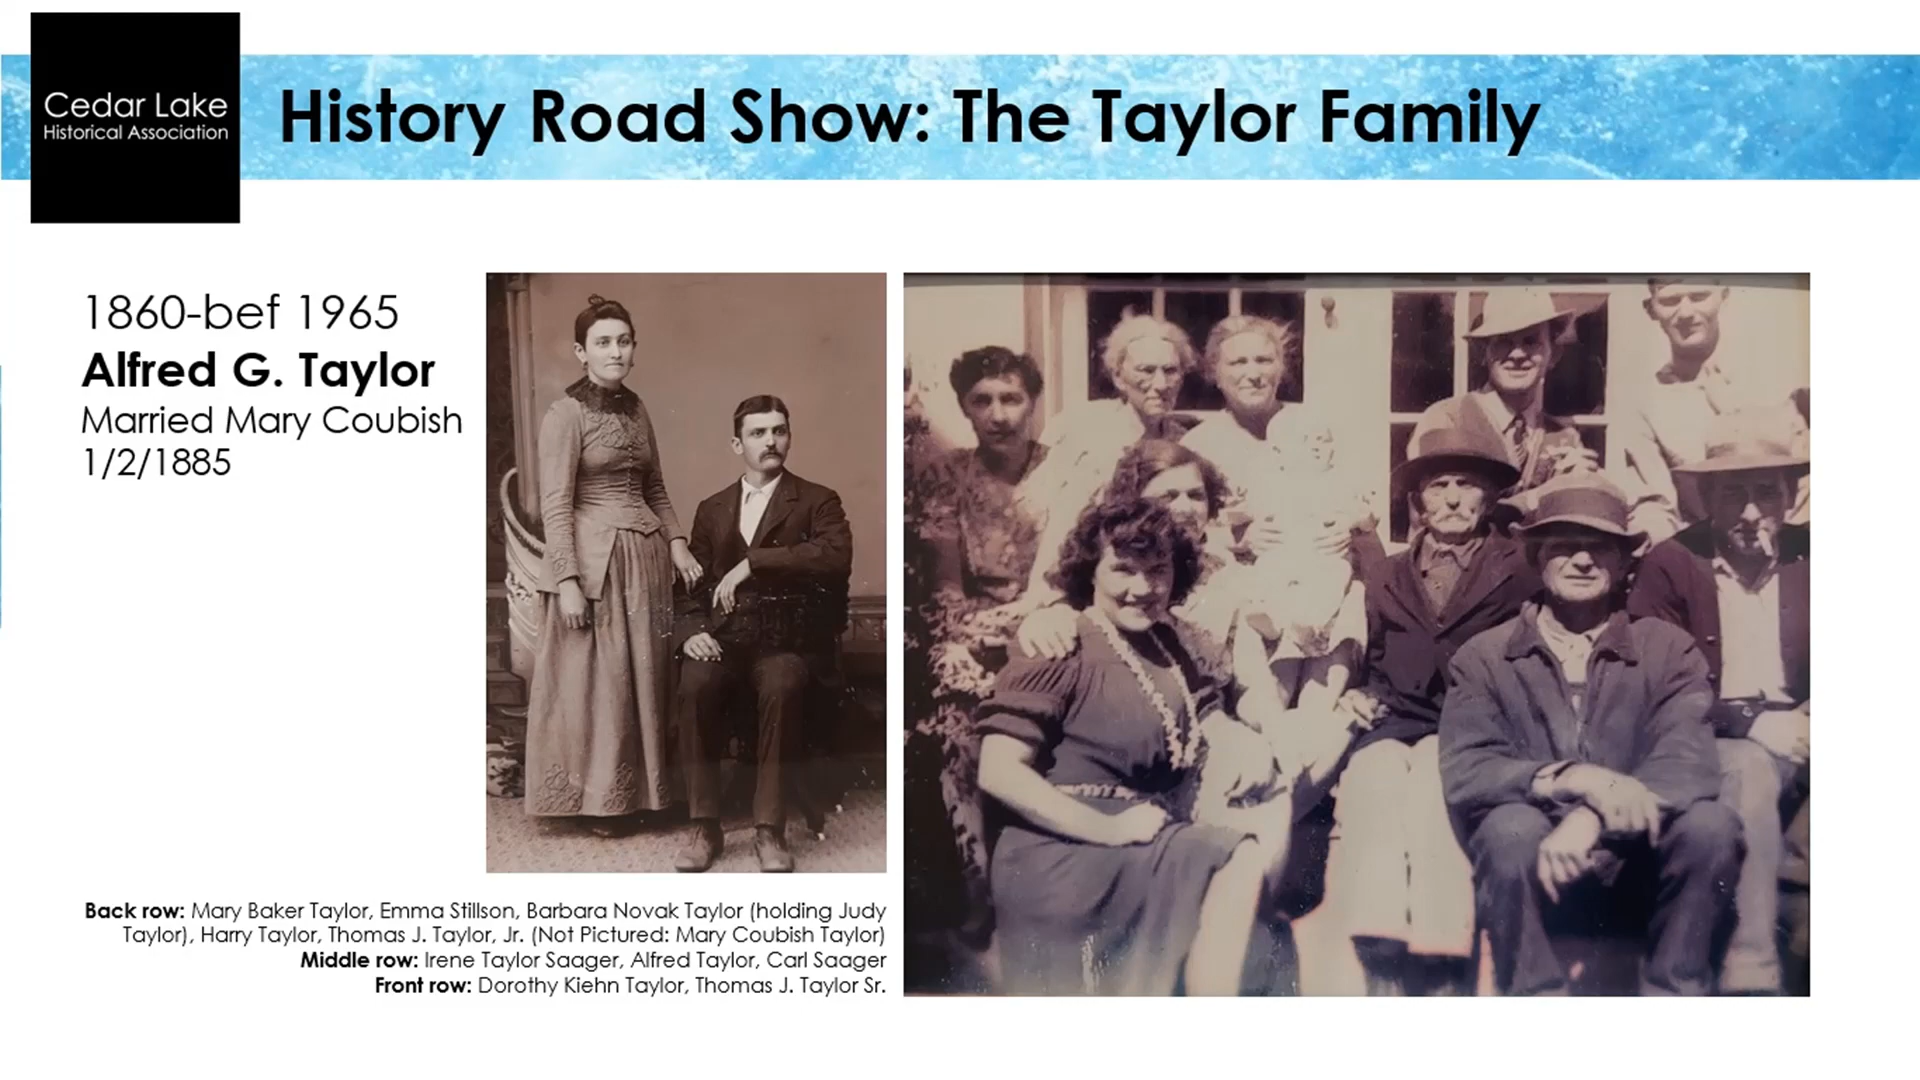 Cedar Lake
Historical Association
History Road Show: The Taylor Family
1860-bef 1965
Alfred G. Taylor
Married Mary Coubish
1/2/1885
Back row: Mary Baker Taylor, Emma Stillson, Barbara Novak Taylor (holding Judy
Taylor), Harry Taylor, Thomas J. Taylor, Jr. (Not Pictured: Mary Coubish Taylor)
Middle row: Irene Taylor Saager, Alfred Taylor, Carl Saager
Front row: Dorothy Kiehn Taylor, Thomas J. Taylor Sr.